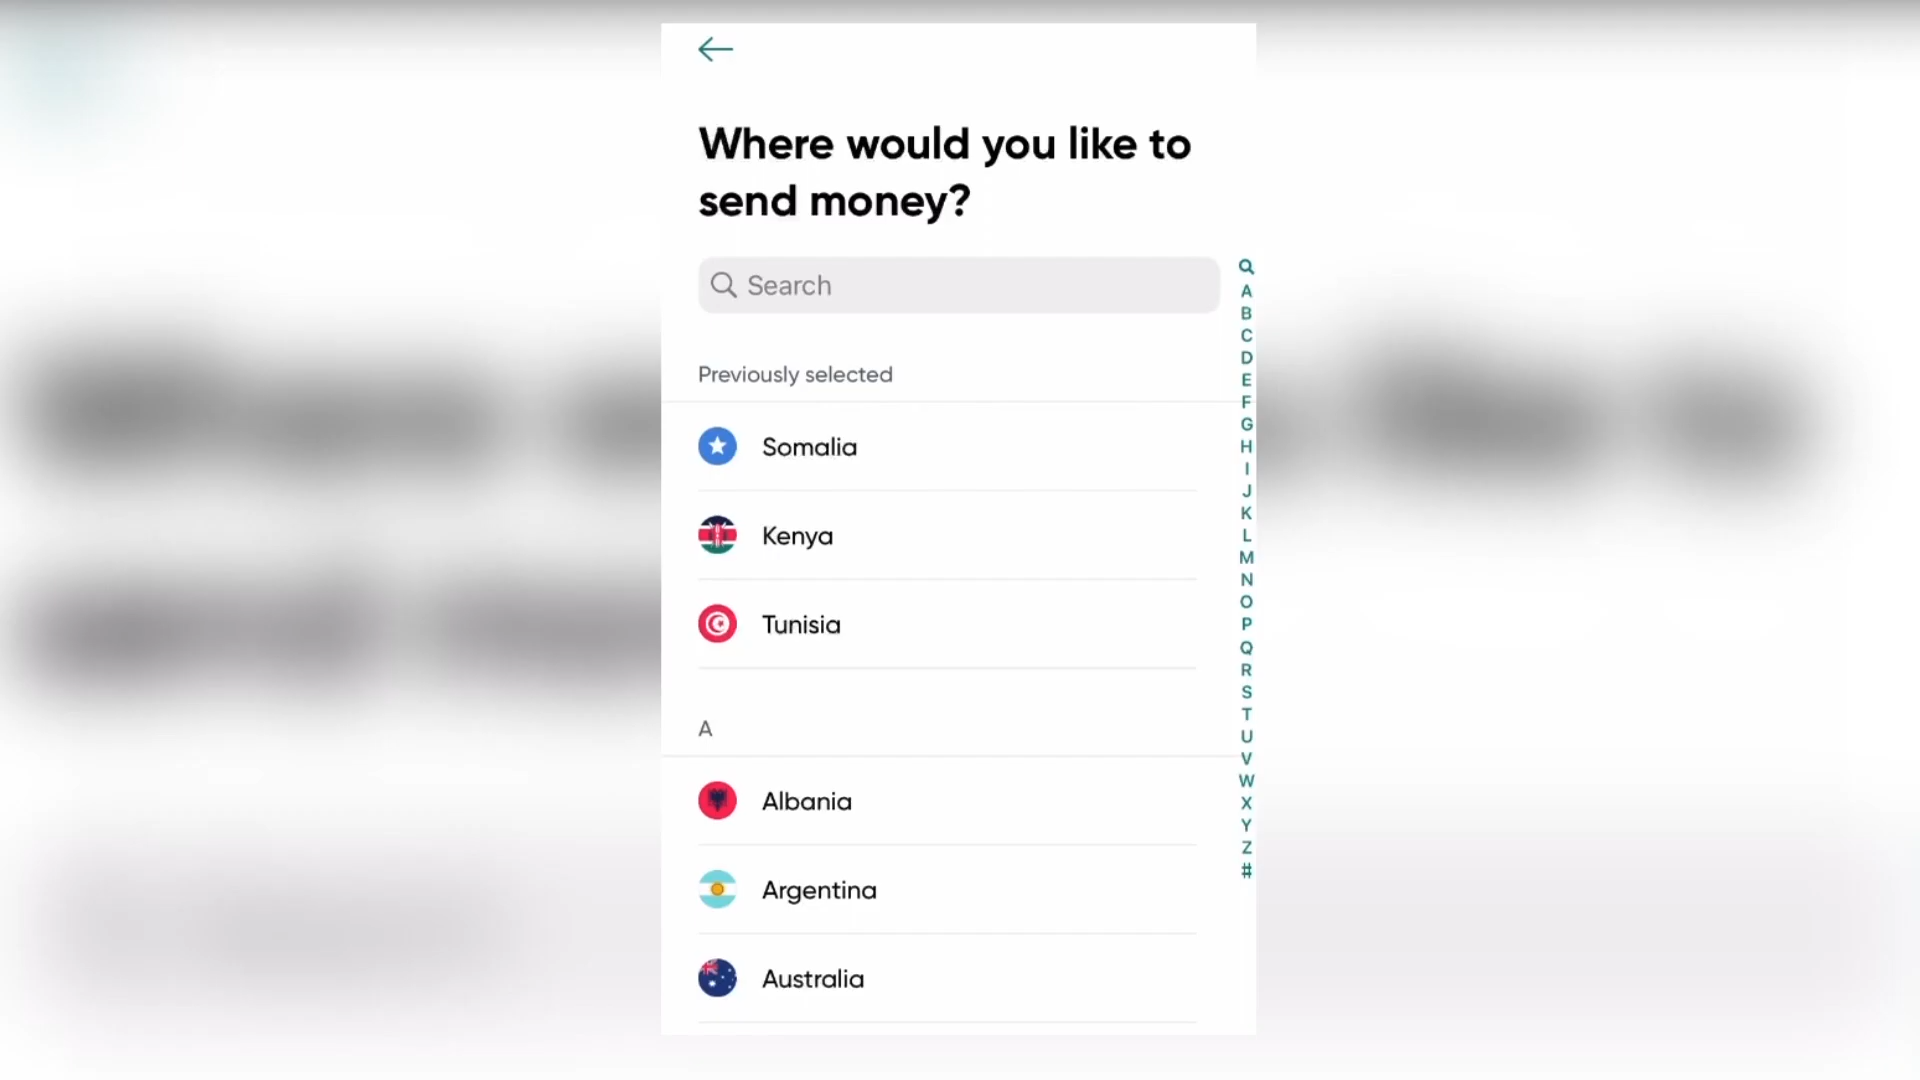 Where would you like to
send money?
Search
Previously selected
Somalia
Kenya
Tunisia
A
Albania
Argentina
Australia
A
B
C
D
E
F
G
H
I
J
K
L
M
N
O
P
Q
R
S
T
U
V
W
X
Y
Z
#